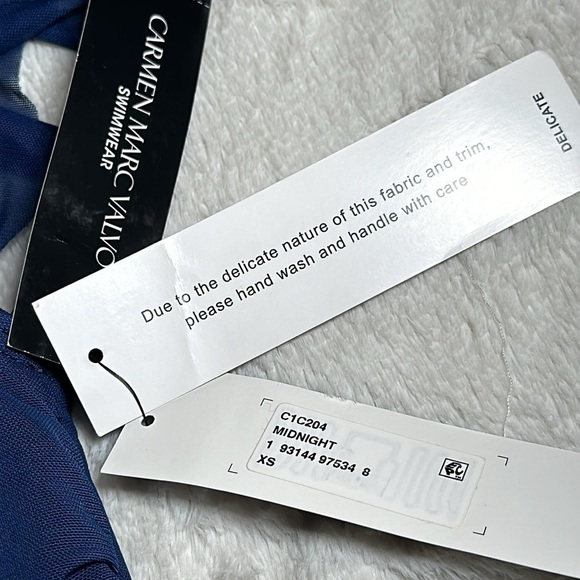 CARMEN MARC VALVO
SWIMWEAR
DELICATE
Due to the delicate nature of this fabric and trim,
please hand wash and handle with care
C1C204
MIDNIGHT
1 93144 97534 8
XS